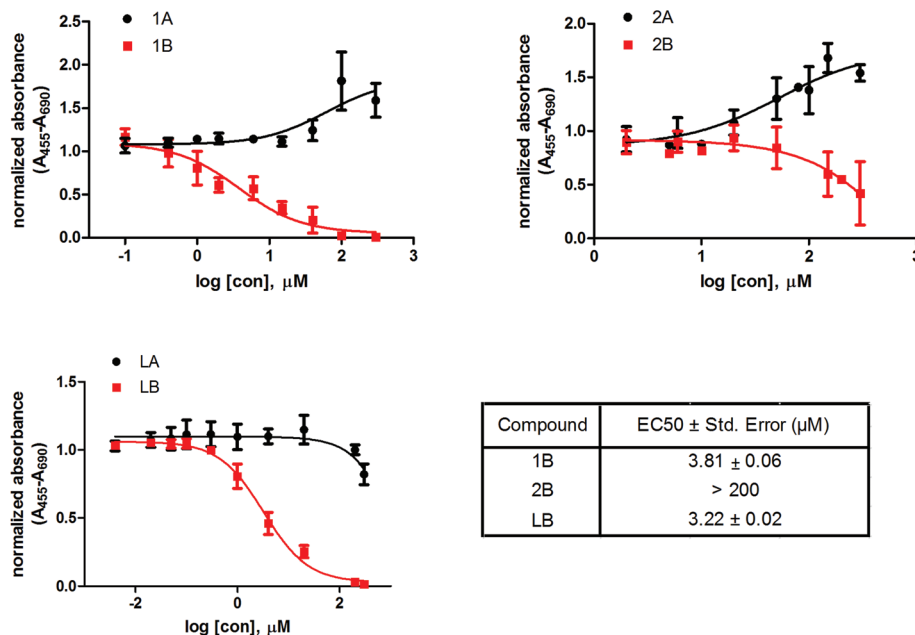 1A
1B
normalized absorbance
(A455-A690)
2.5
2.0
1.5
1.0
0.5
0.0
-1 0 1 2 3
log [con], µM
2A
2B
normalized absorbance
(A455-A690)
2.0
1.5
1.0
0.5
0.0
0 1 2 3
log [con], µM
LA
LB
normalized absorbance
(A455-A690)
1.5
1.0
0.5
0.0
-2 0 2
log [con], µM
Compound EC50 ± Std. Error (µM)
1B 3.81 ± 0.06
2B > 200
LB 3.22 ± 0.02